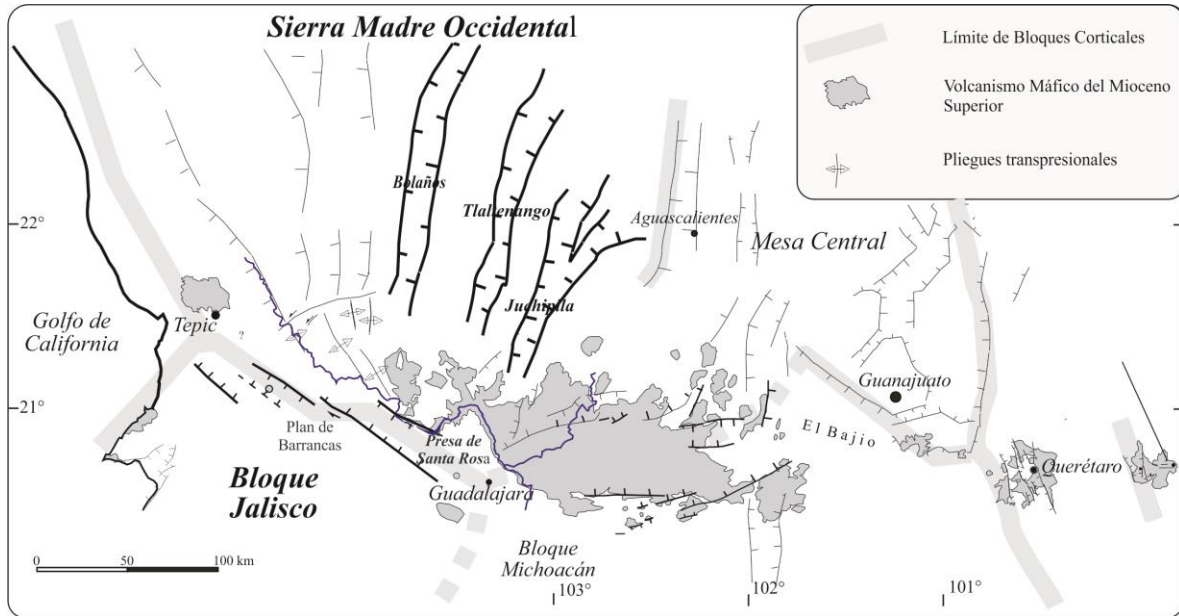 Sierra Madre Occidental
Límite de Bloques Corticales
Volcanismo Máfico del Mioceno
Superior
Pliegues transpresionales
Bolaños
Tlaltenango
Aguascalientes
22°
Mesa Central
Juchipila
Golfo de
California
Tepic
?
Guanajuato
21°
Plan de
Barrancas
Presa de
Santa Rosa
El Bajio
Bloque
Jalisco
Guadalajara
Querétaro
Bloque
Michoacán
0 50 100 km
103° 102° 101°